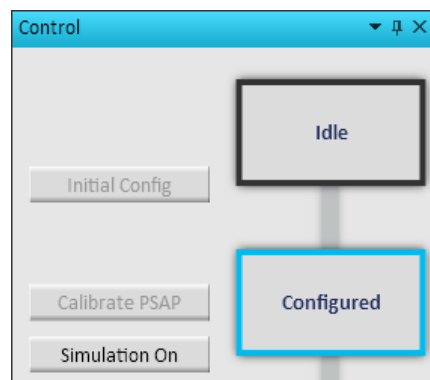 Control
Idle
Initial Config
Calibrate PSAP
Configured
Simulation On